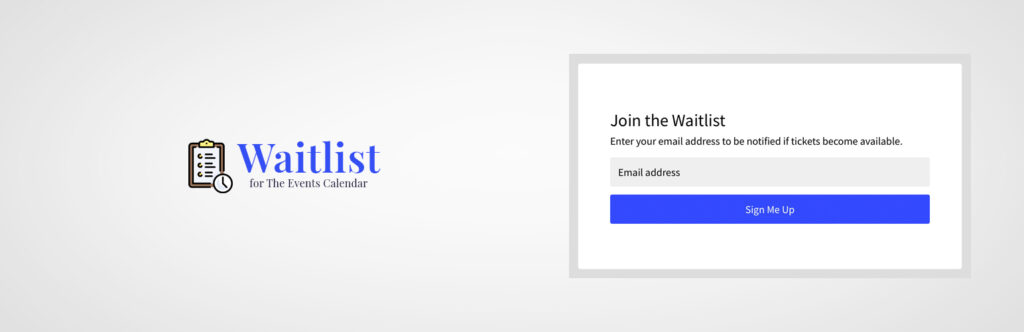 Waitlist
for The Events Calendar
Join the Waitlist
Enter your email address to be notified if tickets become available.
Email address
Sign Me Up